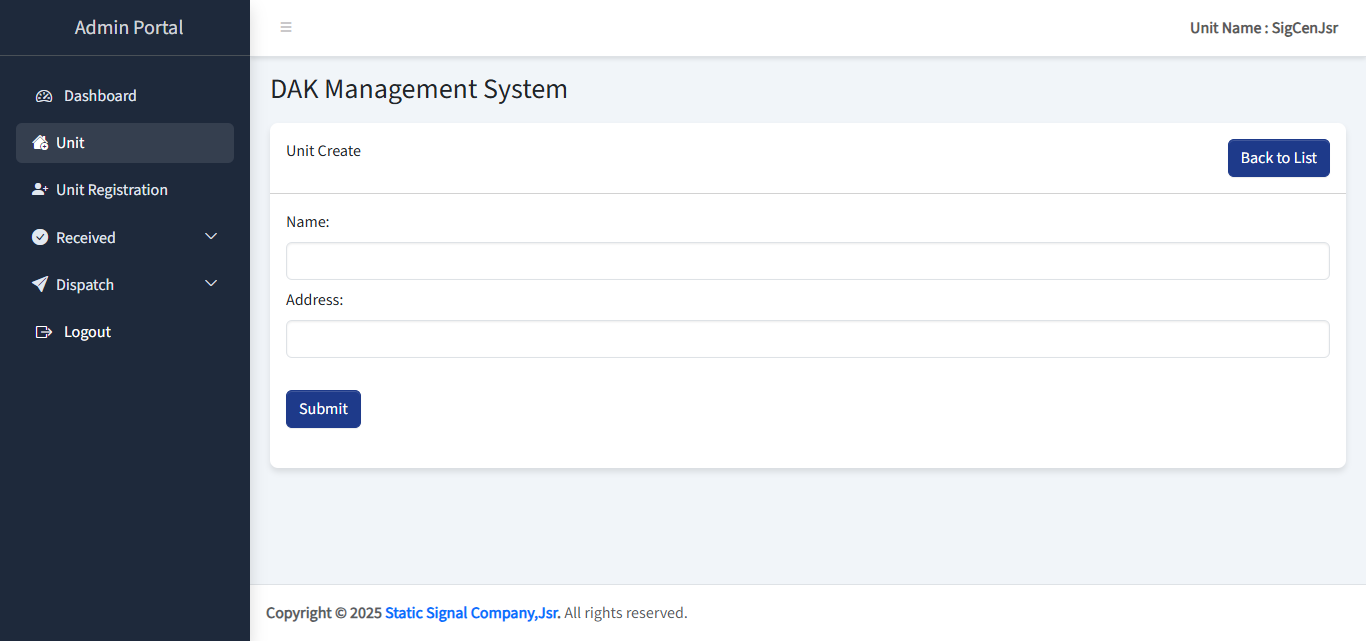 Admin Portal
Unit Name : SigCenJsr
Dashboard
Unit
Unit Registration
Received
Dispatch
Logout
DAK Management System
Unit Create
Back to List
Name:
Address:
Submit
Copyright © 2025 Static Signal Company,Jsr. All rights reserved.